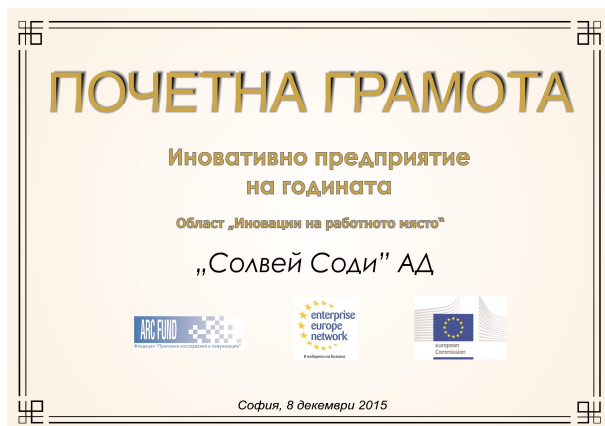 ПОЧЕТНА ГРАМОТА
Иновативно предприятие
на годината
Област „Иновации на работното място“
„Солвей Соди” АД
ARC FUND
Фондация "Приложни изследвания и комуникации"
enterprise
europe
network
В подкрепа на бизнеса
European
Commission
София, 8 декември 2015